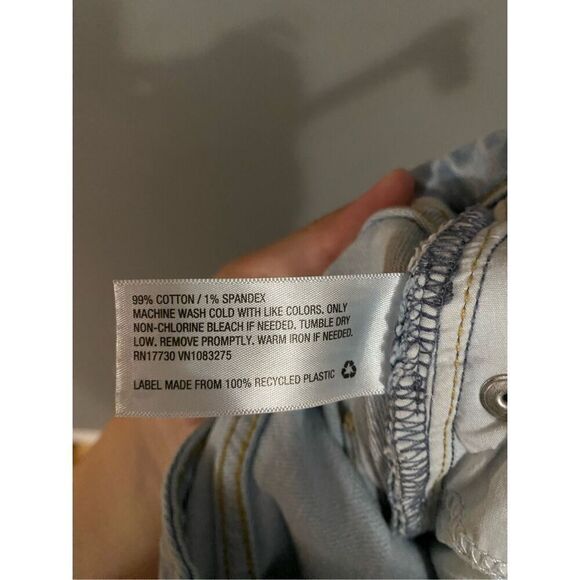 99% COTTON / 1% SPANDEX
MACHINE WASH COLD WITH LIKE COLORS. ONLY
NON-CHLORINE BLEACH IF NEEDED. TUMBLE DRY
LOW. REMOVE PROMPTLY. WARM IRON IF NEEDED.
RN17730 VN1083275
LABEL MADE FROM 100% RECYCLED PLASTIC